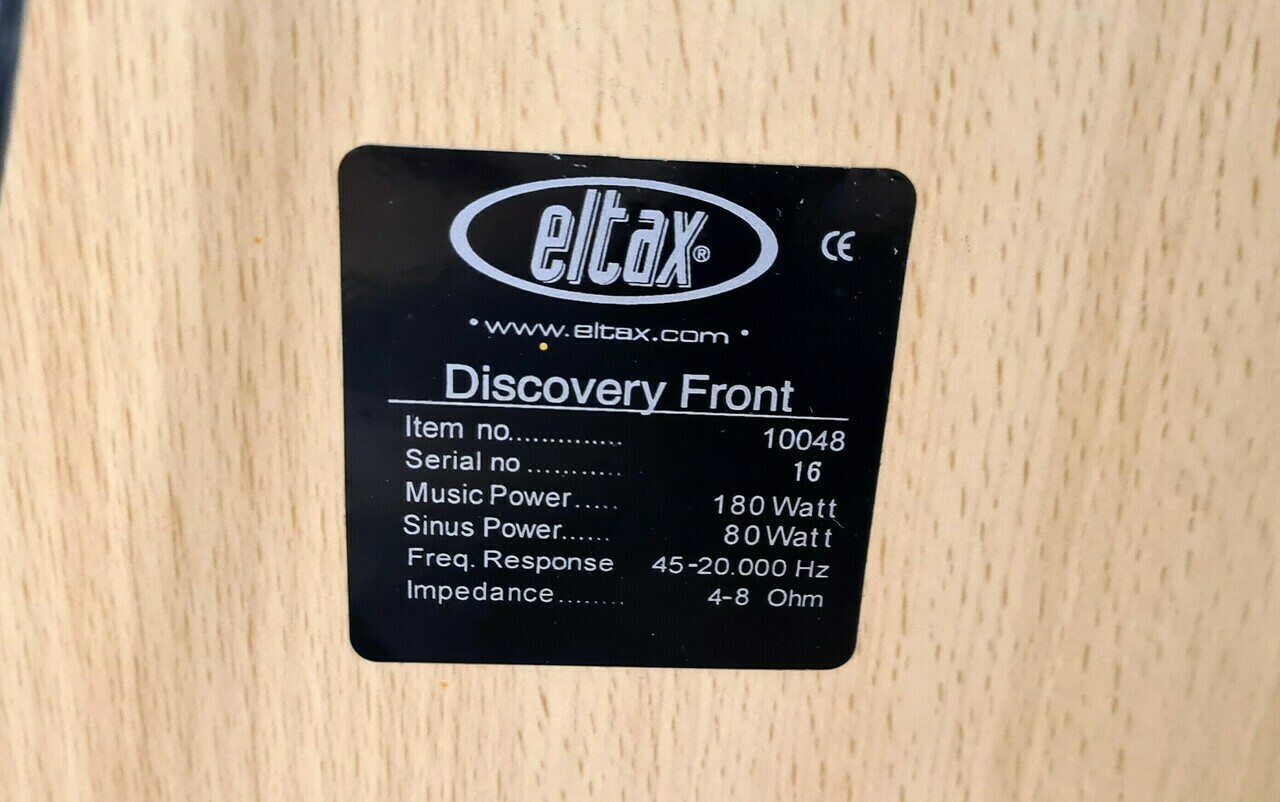 eltax®
CE
• www.eltax.com •
Discovery Front
Item no.............. 10048
Serial no ............ 16
Music Power..... 180 Watt
Sinus Power...... 80 Watt
Freq. Response 45-20.000 Hz
Impedance........ 4-8 Ohm